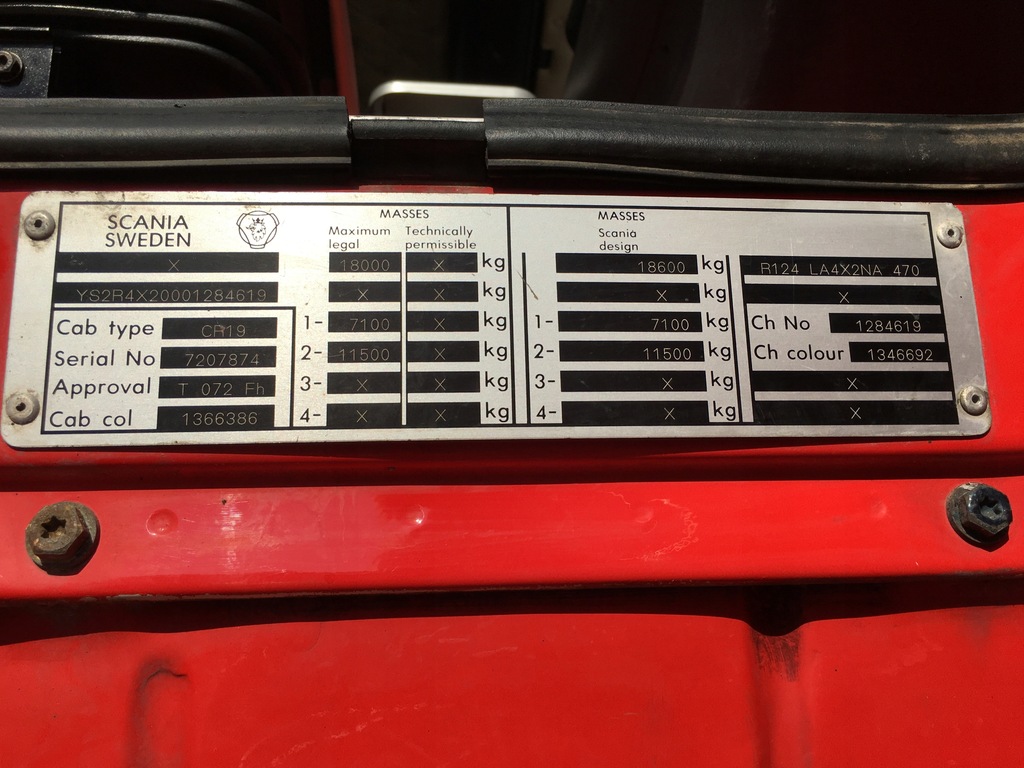 SCANIA
SWEDEN
X
YS2R4X20001284619
Cab type CR19
Serial No 7207874
Approval T 072 Fh
Cab col 1366386
MASSES
Maximum legal Technically permissible
18000 X kg
X X kg
1- 7100 X kg
2- 11500 X kg
3- X X kg
4- X X kg
MASSES
Scania
design
18600 kg
X kg
1- 7100 kg
2- 11500 kg
3- X kg
4- X kg
R124 LA4X2NA 470
X
Ch No 1284619
Ch colour 1346692
X
X